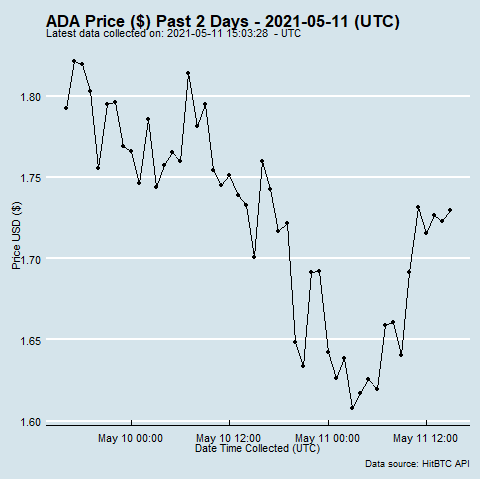 ADA Price ($) Past 2 Days - 2021-05-11 (UTC)
Latest data collected on: 2021-05-11 15:03:28  - UTC
1.80
1.75
1.70
1.65
1.60
Price USD ($)
May 10 00:00
May 10 12:00
May 11 00:00
May 11 12:00
Date Time Collected (UTC)
Data source: HitBTC API